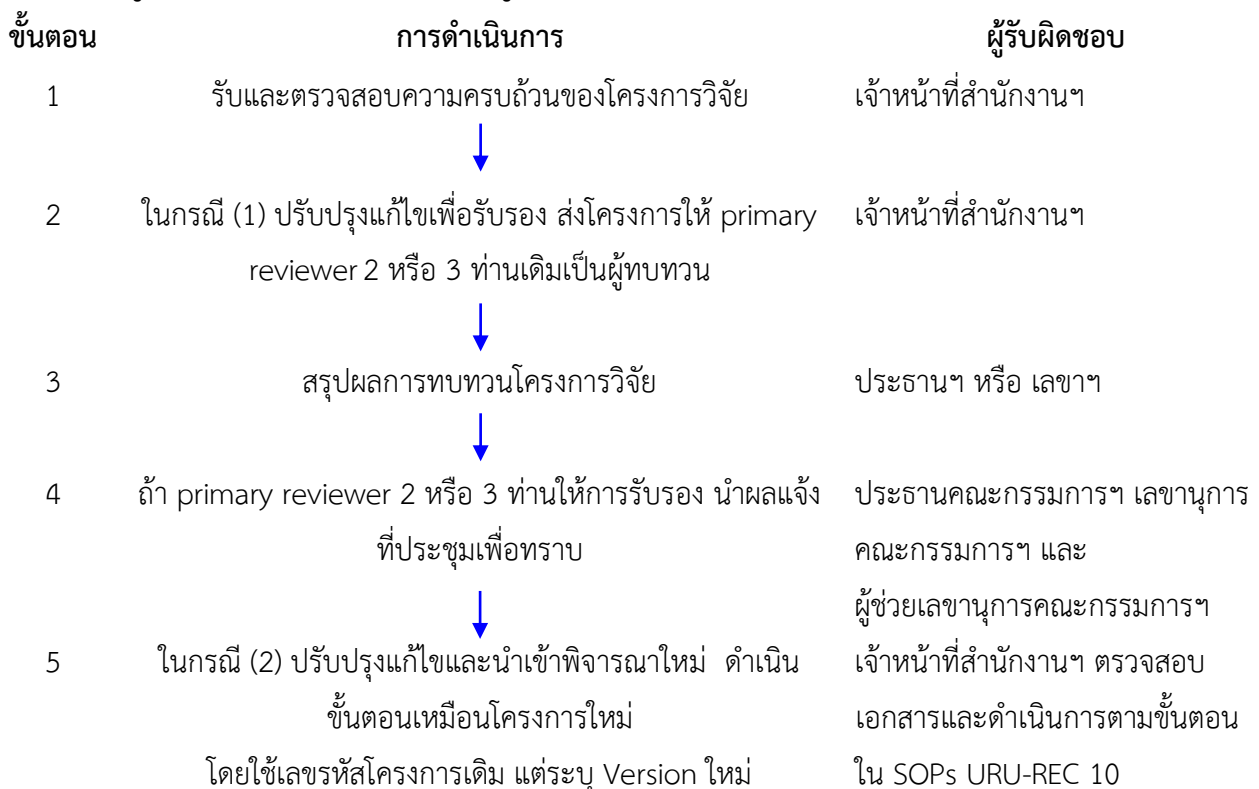 ขั้นตอน การดำเนินการ ผู้รับผิดชอบ
1 รับและตรวจสอบความครบถ้วนของโครงการวิจัย เจ้าหน้าที่สำนักงานฯ
2 ในกรณี (1) ปรับปรุงแก้ไขเพื่อรับรอง ส่งโครงการให้ primary เจ้าหน้าที่สำนักงานฯ
reviewer 2 หรือ 3 ท่านเดิมเป็นผู้ทบทวน
3 สรุปผลการทบทวนโครงการวิจัย ประธานฯ หรือ เลขาฯ
4 ถ้า primary reviewer 2 หรือ 3 ท่านให้การรับรอง นำผลแจ้ง ประธานคณะกรรมการฯ เลขานุการ
ที่ประชุมเพื่อทราบ คณะกรรมการฯ และ
ผู้ช่วยเลขานุการคณะกรรมการฯ
5 ในกรณี (2) ปรับปรุงแก้ไขและนำเข้าพิจารณาใหม่ ดำเนิน เจ้าหน้าที่สำนักงานฯ ตรวจสอบ
ขั้นตอนเหมือนโครงการใหม่ เอกสารและดำเนินการตามขั้นตอน
โดยใช้เลขรหัสโครงการเดิม แต่ระบุ Version ใหม่ ใน SOPs URU-REC 10